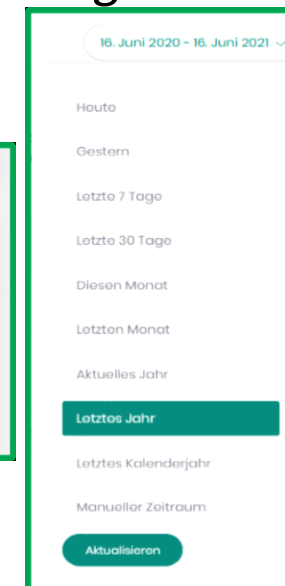 16. Juni 2020 - 16. Juni 2021
Heute
Gestern
Letzte 7 Tage
Letzte 30 Tage
Diesen Monat
Letzten Monat
Aktuelles Jahr
Letztes Jahr
Letztes Kalenderjahr
Manueller Zeitraum
Aktualisieren